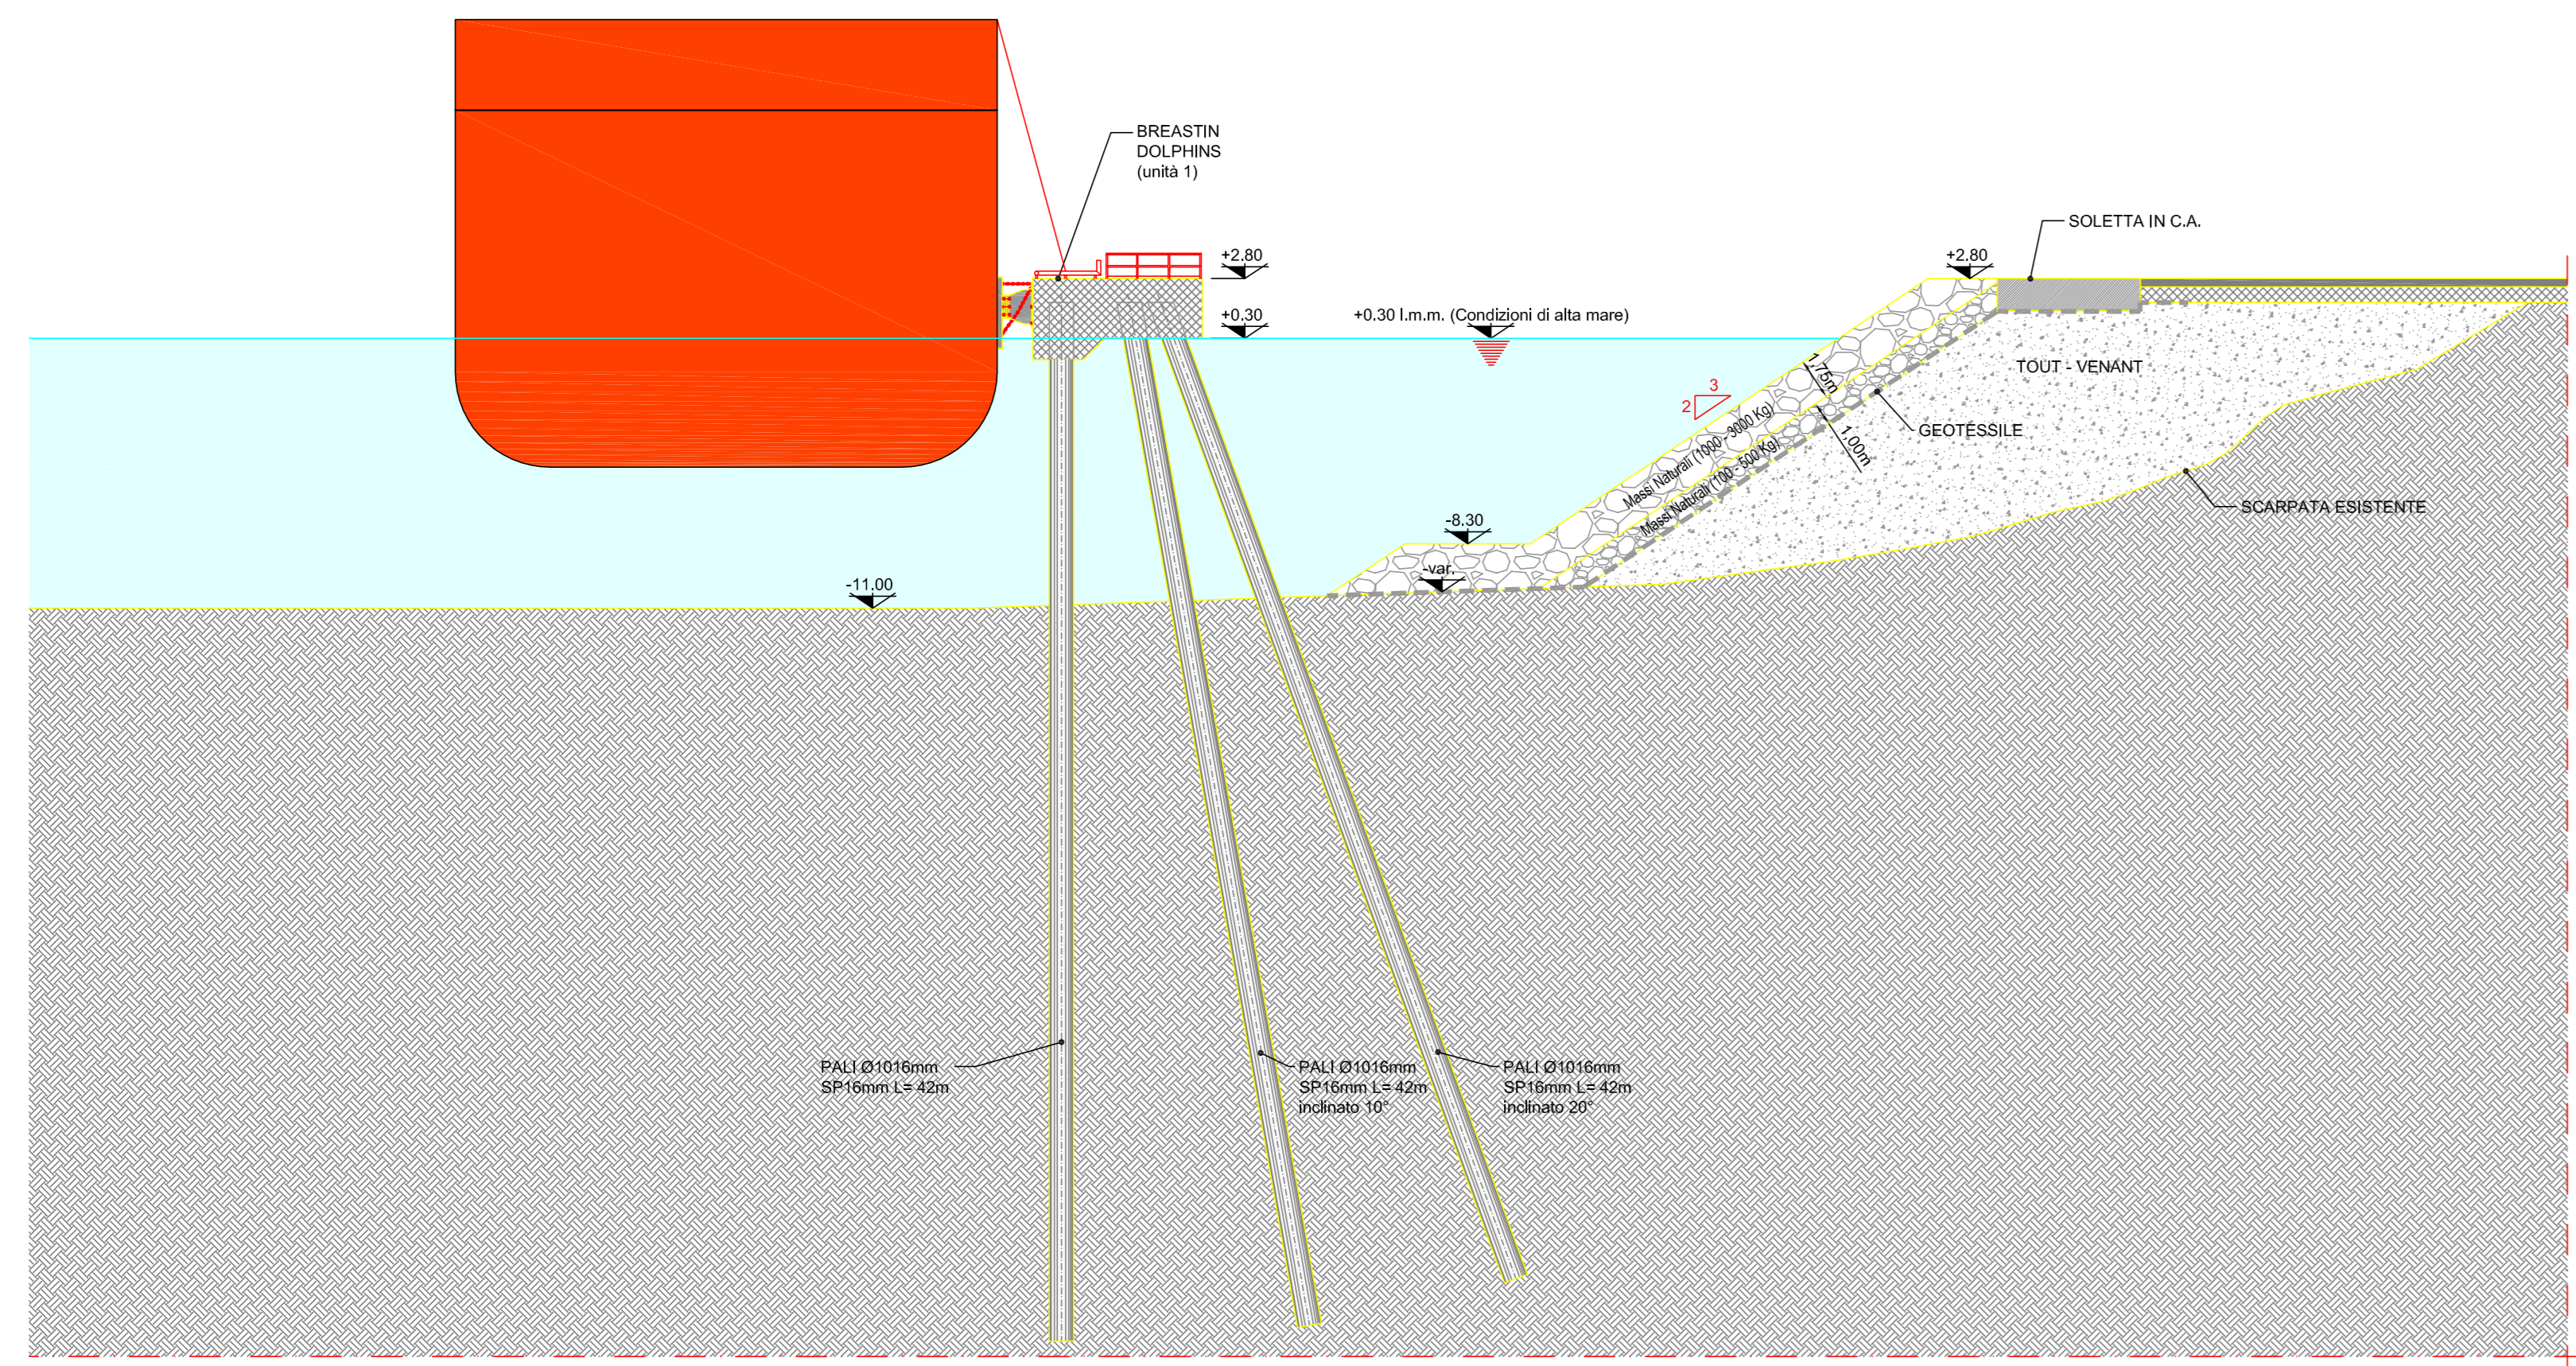 BREASTIN
DOLPHINS
(unità 1)
SOLETTA IN C.A.
+2.80
+2.80
+0.30
+0.30 l.m.m. (Condizioni di alta mare)
TOUT - VENANT
1.75m
3
2
Massi Naturali (1000 - 3000 Kg)
GEOTESSILE
1.00m
Massi Naturali (100 - 500 Kg)
SCARPATA ESISTENTE
-8.30
-var.
-11.00
PALI Ø1016mm
SP16mm L= 42m
PALI Ø1016mm
SP16mm L= 42m
inclinato 10°
PALI Ø1016mm
SP16mm L= 42m
inclinato 20°